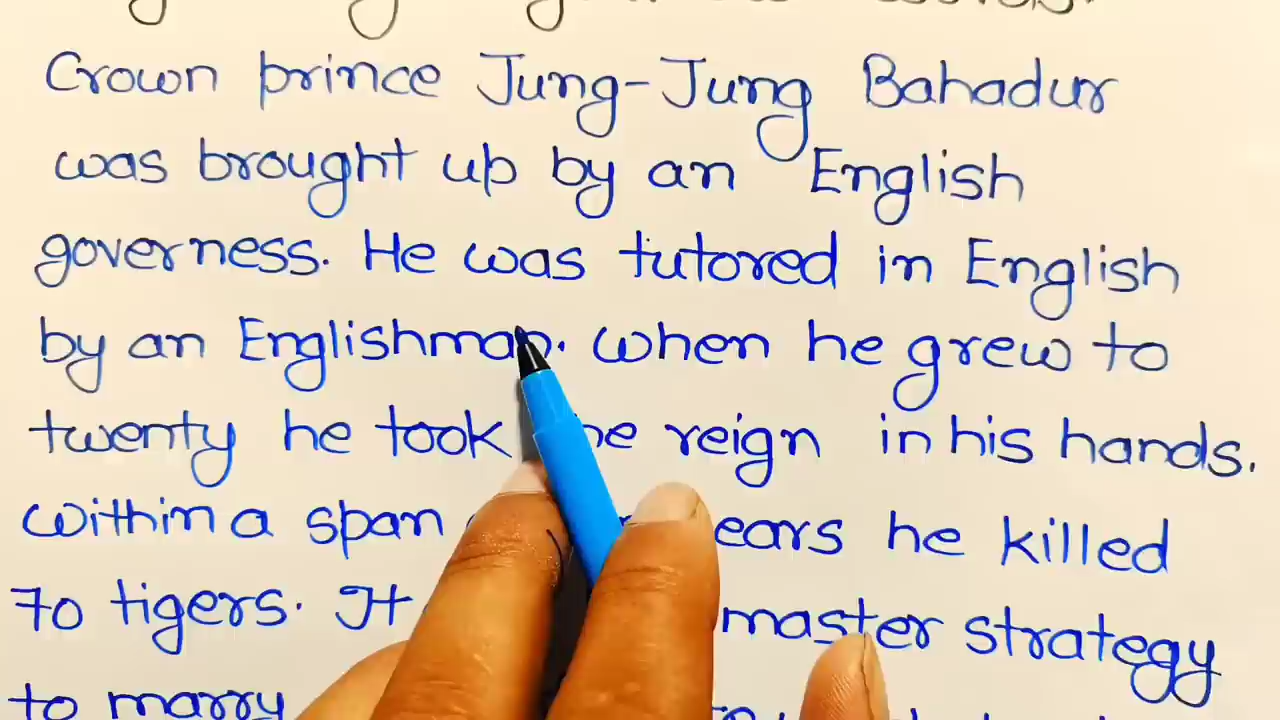 Crown prince Jung-Jung Bahadur
was brought up by an English
governess. He was tutored in English
by an Englishman. When he grew to
twenty he took reign in his hands.
Within a span he killed
70 tigers. It master strategy
to marry